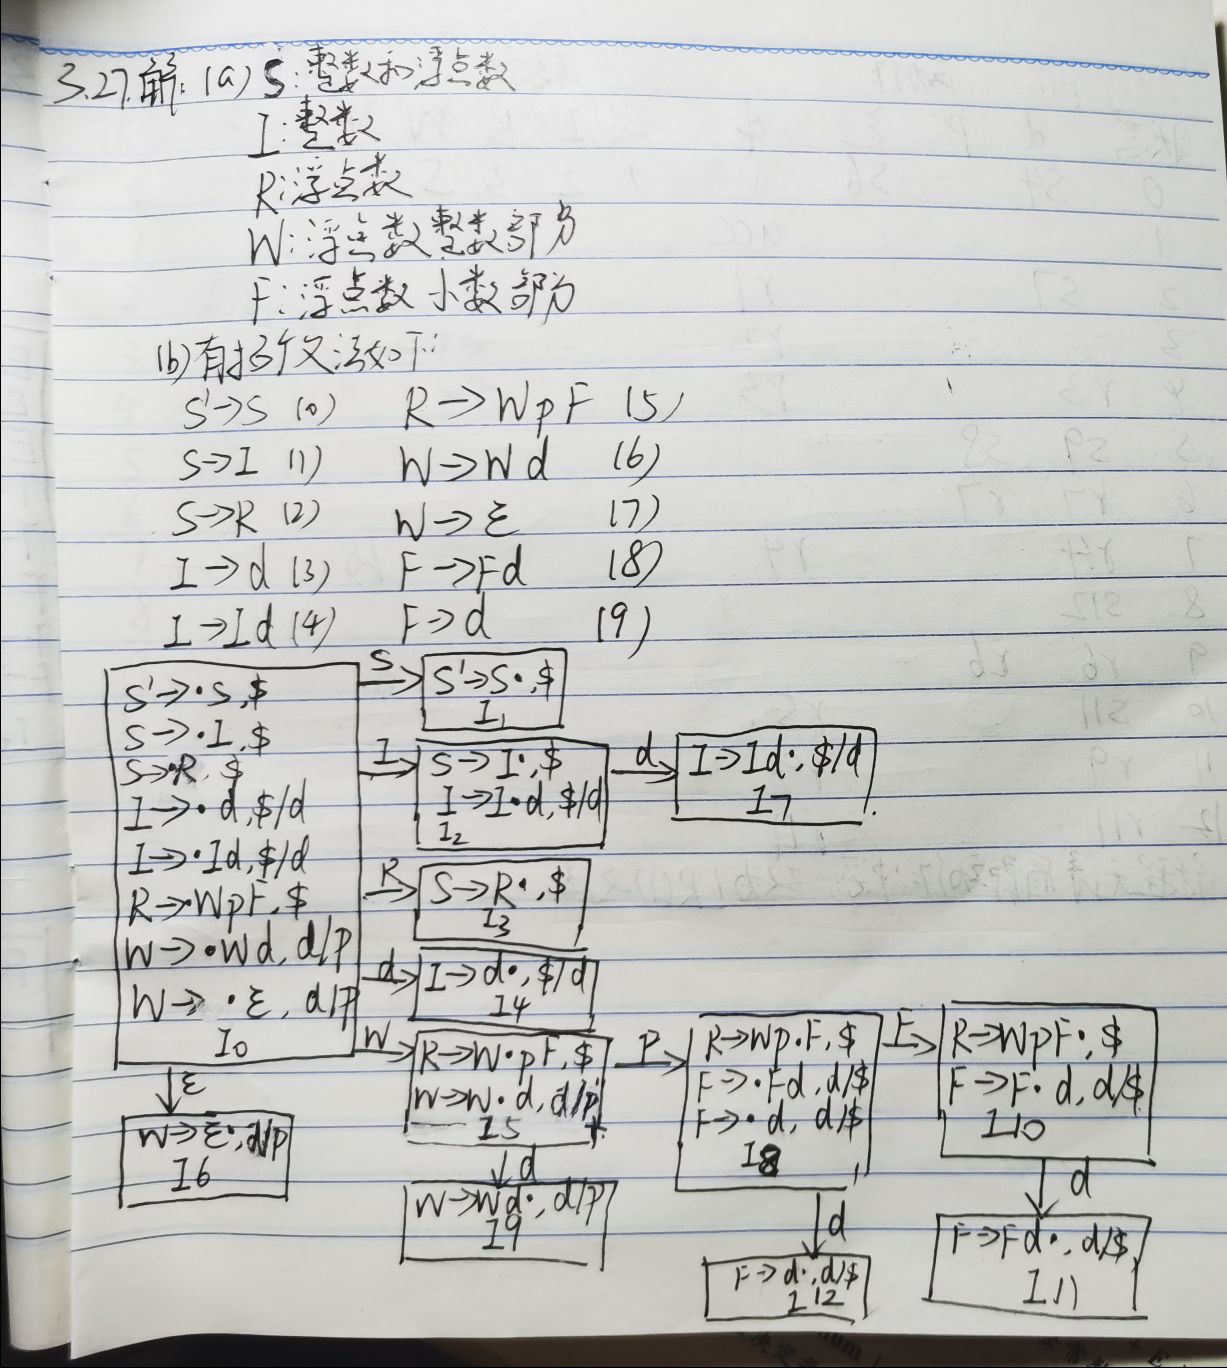 3.27.解: (a) S:整数和浮点数
I:整数
R:浮点数
W:浮点数整数部分
F:浮点数小数部分
(b)有拓广文法如下:
S'→S (0) R→WpF (5)
S→I (1) W→Wd (6)
S→R (2) W→ε (7)
I→d (3) F→Fd (8)
I→Id (4) F→d (9)
S'→·S,$
S→·I,$
S→·R,$
I→·d,$/d
I→·Id,$/d
R→·WpF,$
W→·Wd, d/p
W→·ε, d/p
I0
S
S'→S·,$
I1
I
S→I·,$
I→I·d,$/d
I2
d
I→Id·,$/d
I7
R
S→R·,$
I3
d
I→d·,$/d
I4
W
R→W·pF,$
W→W·d, d/p
I5
P
R→Wp·F,$
F→·Fd,d/$
F→·d, d/$
I8
F
R→WpF·,$
F→F·d, d/$
I10
ε
W→ε·,d/p
I6
d
W→Wd·, d/p
I9
d
F→d·,d/$
I12
d
F→Fd·, d/$
I11